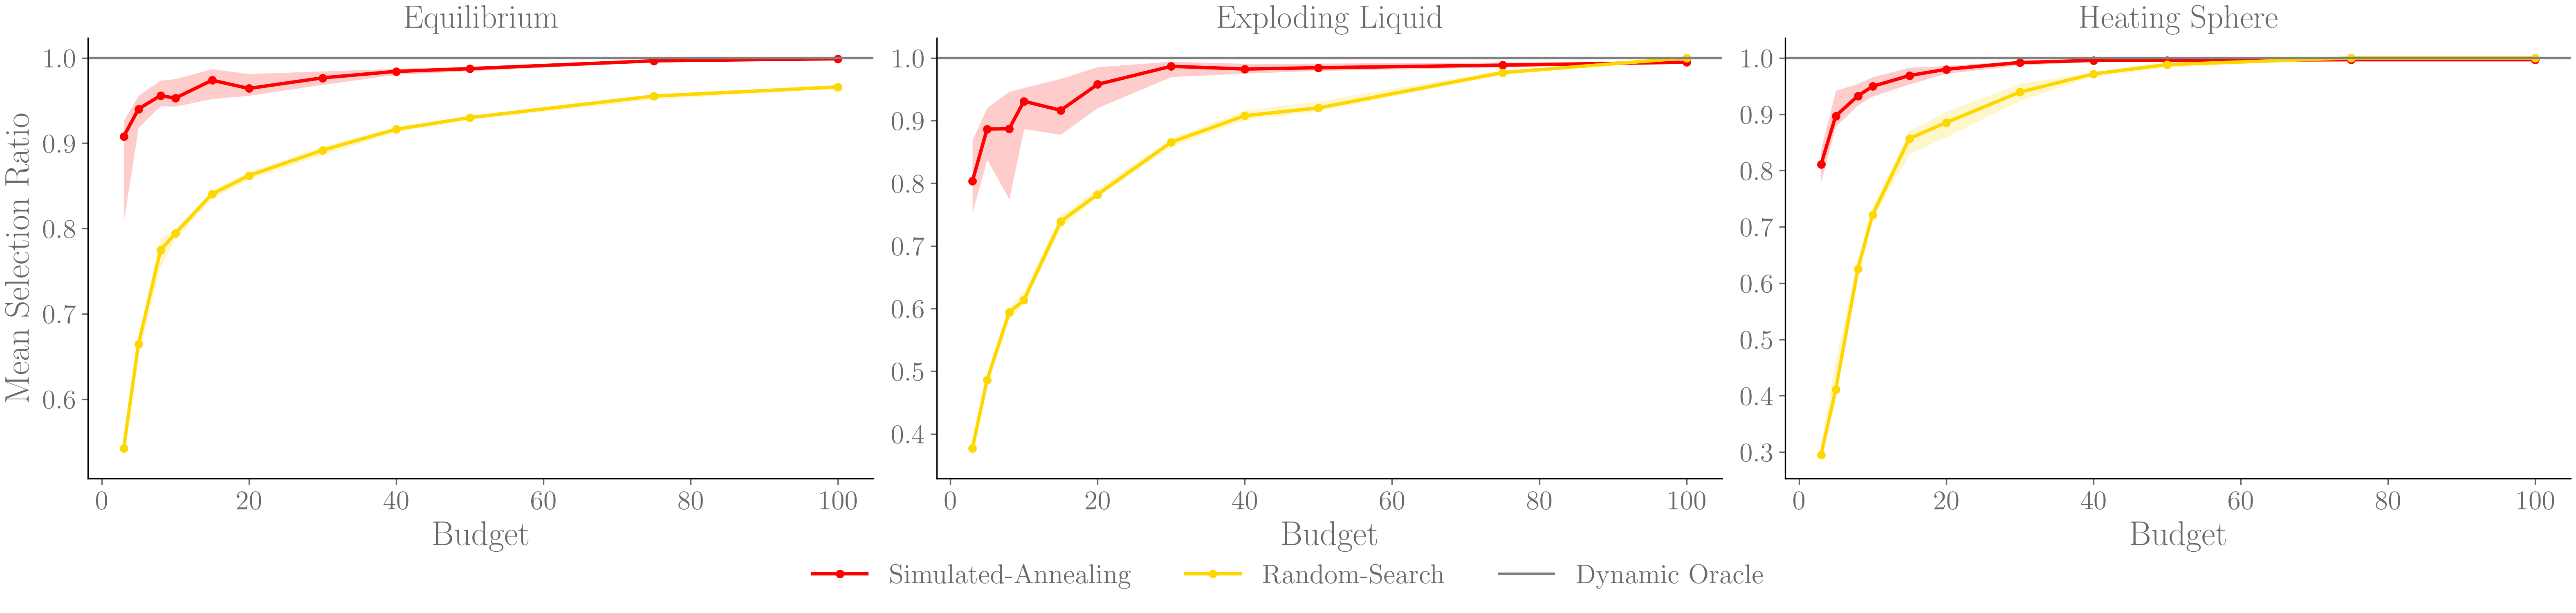 Equilibrium
Exploding Liquid
Heating Sphere
Mean Selection Ratio
1.0
0.9
0.8
0.7
0.6
0 20 40 60 80 100
Budget
1.0
0.9
0.8
0.7
0.6
0.5
0.4
0 20 40 60 80 100
Budget
1.0
0.9
0.8
0.7
0.6
0.5
0.4
0.3
0 20 40 60 80 100
Budget
Simulated-Annealing Random-Search Dynamic Oracle